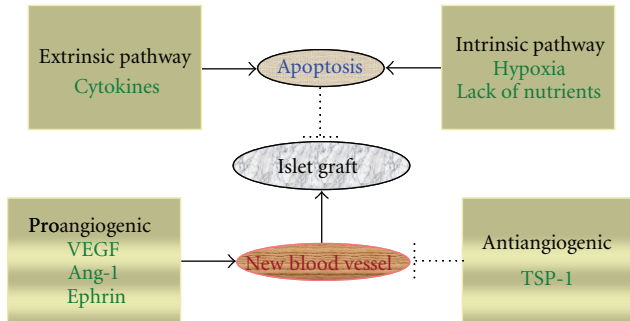 Extrinsic pathway
Cytokines
Apoptosis
Intrinsic pathway
Hypoxia
Lack of nutrients
Islet graft
Proangiogenic
VEGF
Ang-1
Ephrin
New blood vessel
Antiangiogenic
TSP-1